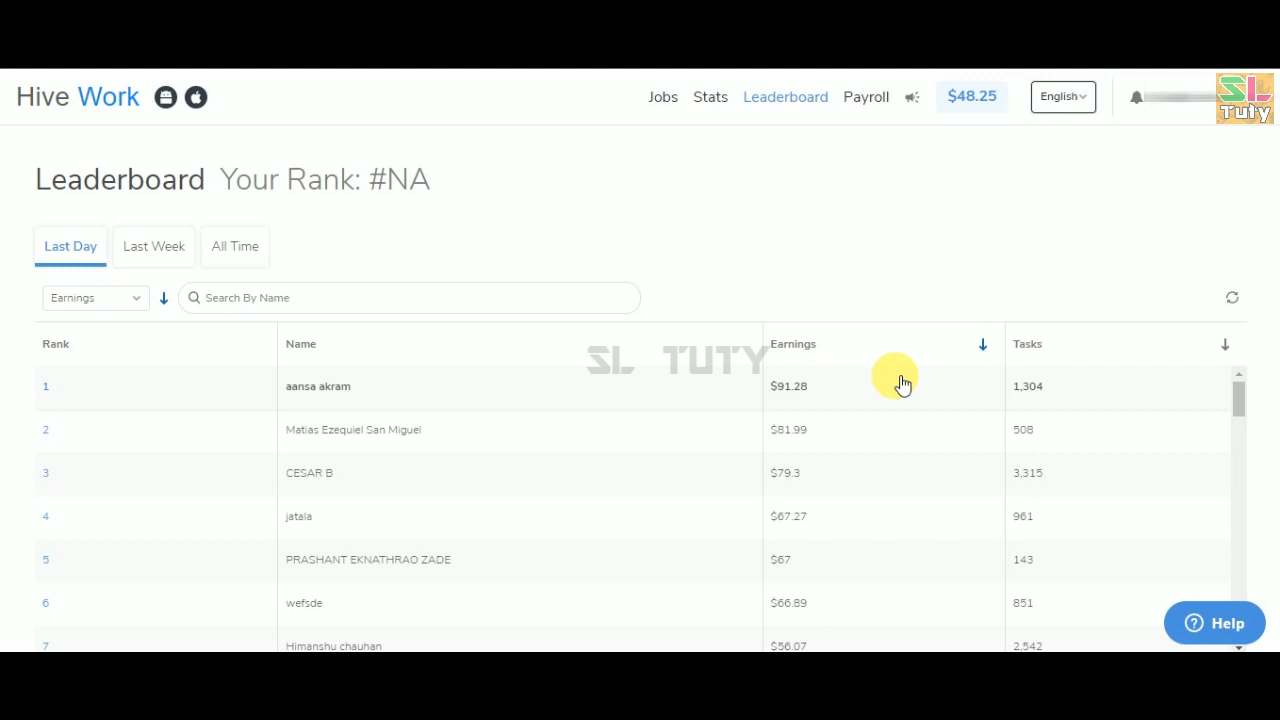 Hive Work
Jobs Stats Leaderboard Payroll $48.25 English
SL
Tuty
Leaderboard Your Rank: #NA
Last Day Last Week All Time
Earnings Search By Name
Rank Name Earnings Tasks
SL TUTY
1 aansa akram $91.28 1,304
2 Matias Ezequiel San Miguel $81.99 508
3 CESAR B $79.3 3,315
4 jatala $67.27 961
5 PRASHANT EKNATHRAO ZADE $67 143
6 wefsde $66.89 851
? Help
7 Himanshu chauhan $56.07 2,542